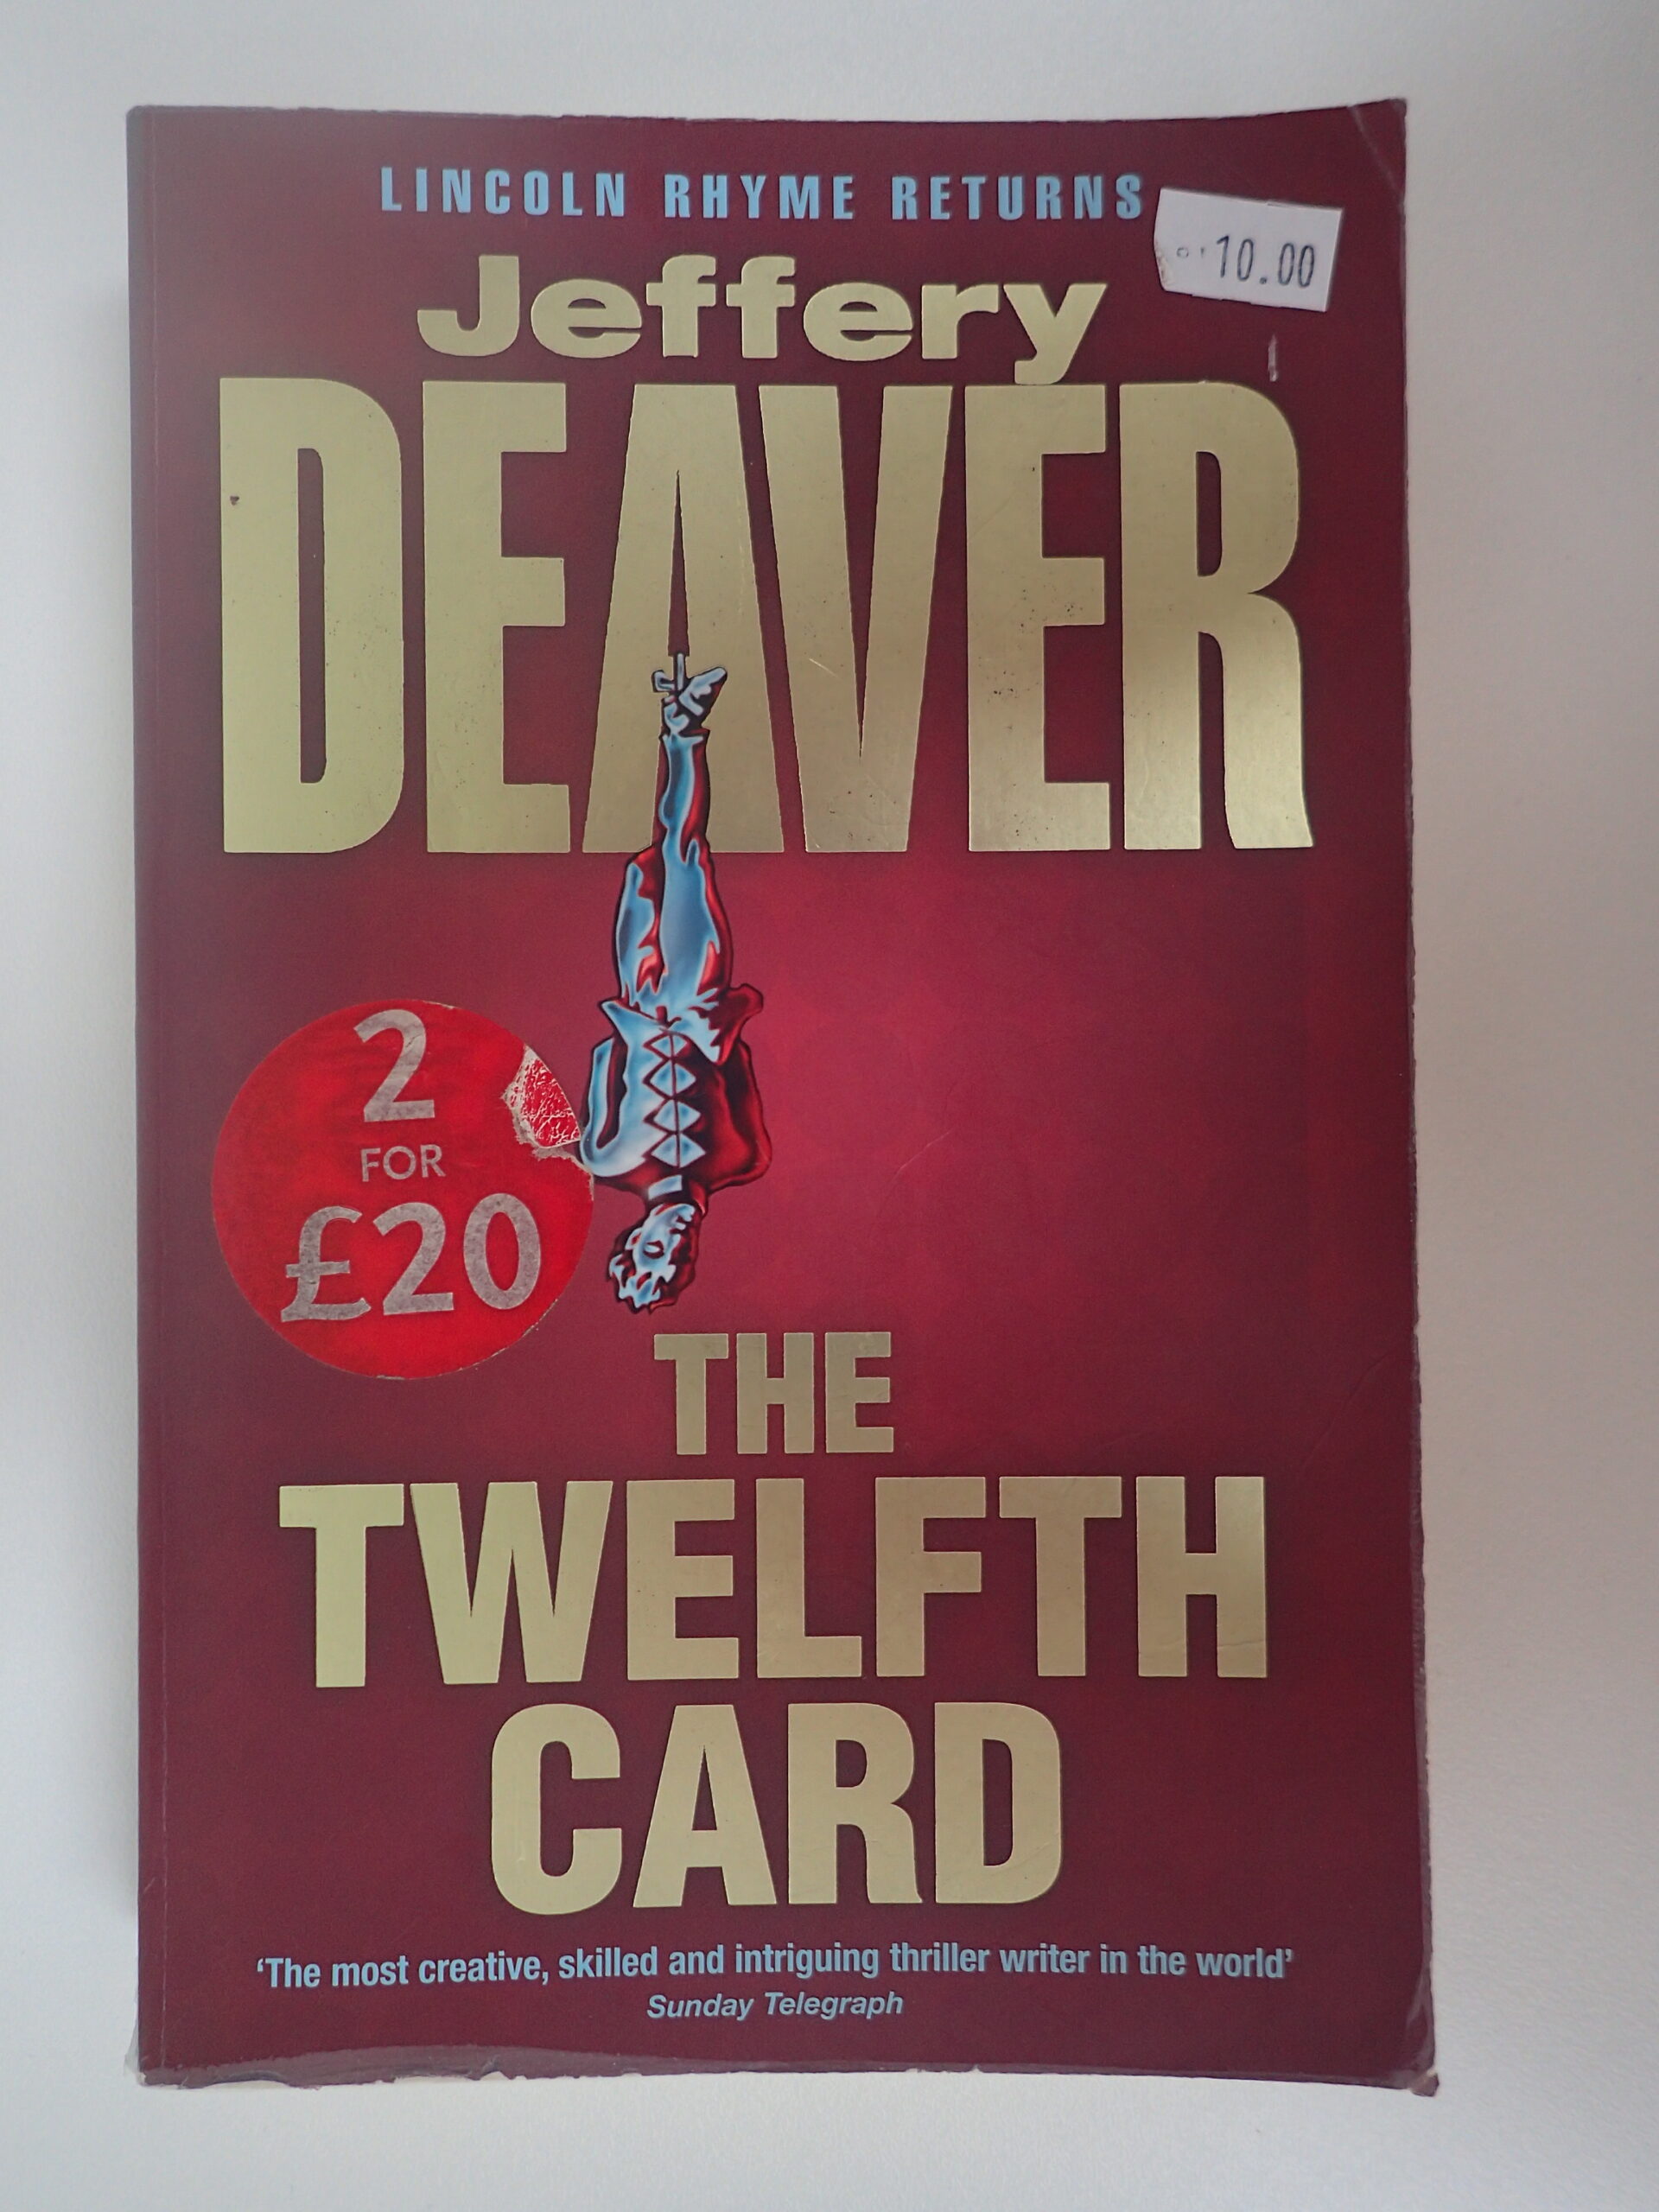 LINCOLN RHYME RETURNS
10.00
Jeffery
DEAVER
2
FOR
£20
THE
TWELFTH
CARD
‘The most creative, skilled and intriguing thriller writer in the world’
Sunday Telegraph